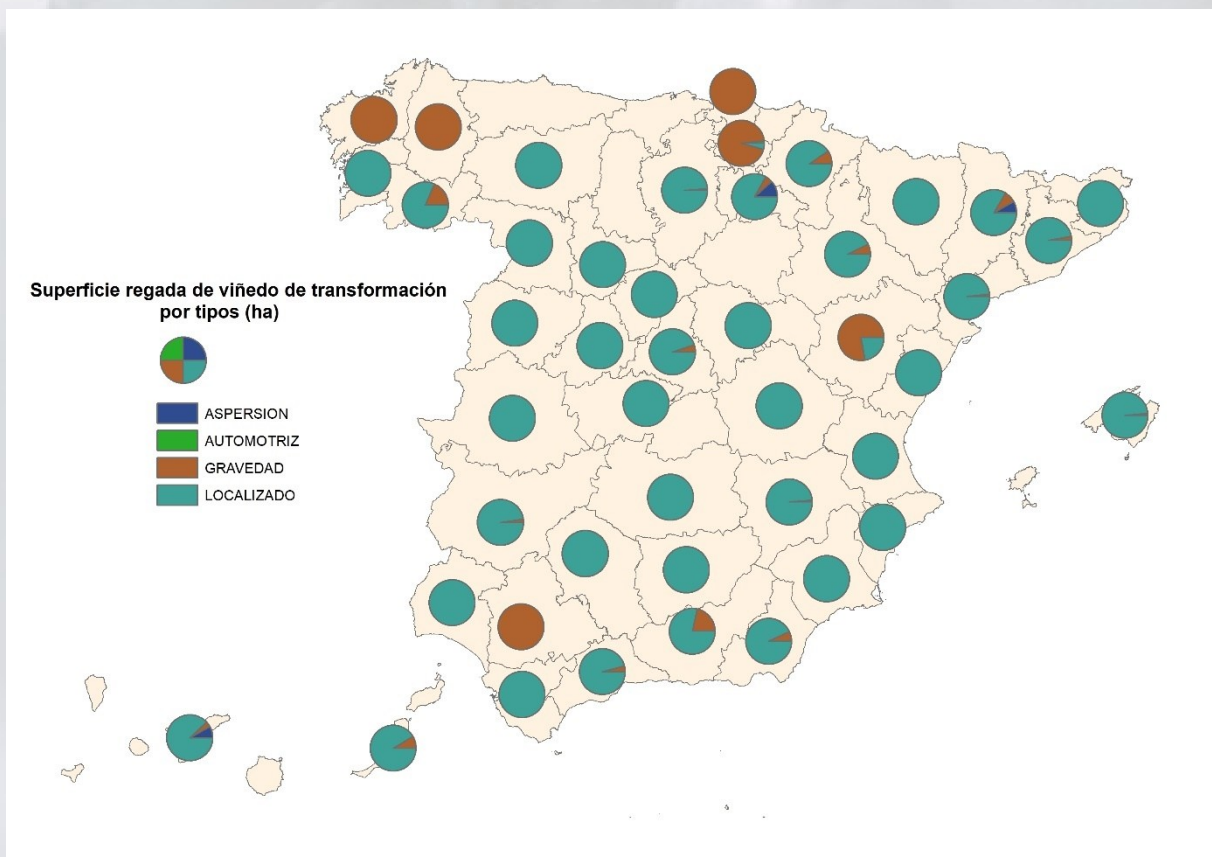 Superficie regada de viñedo de transformación
por tipos (ha)
ASPERSION
AUTOMOTRIZ
GRAVEDAD
LOCALIZADO